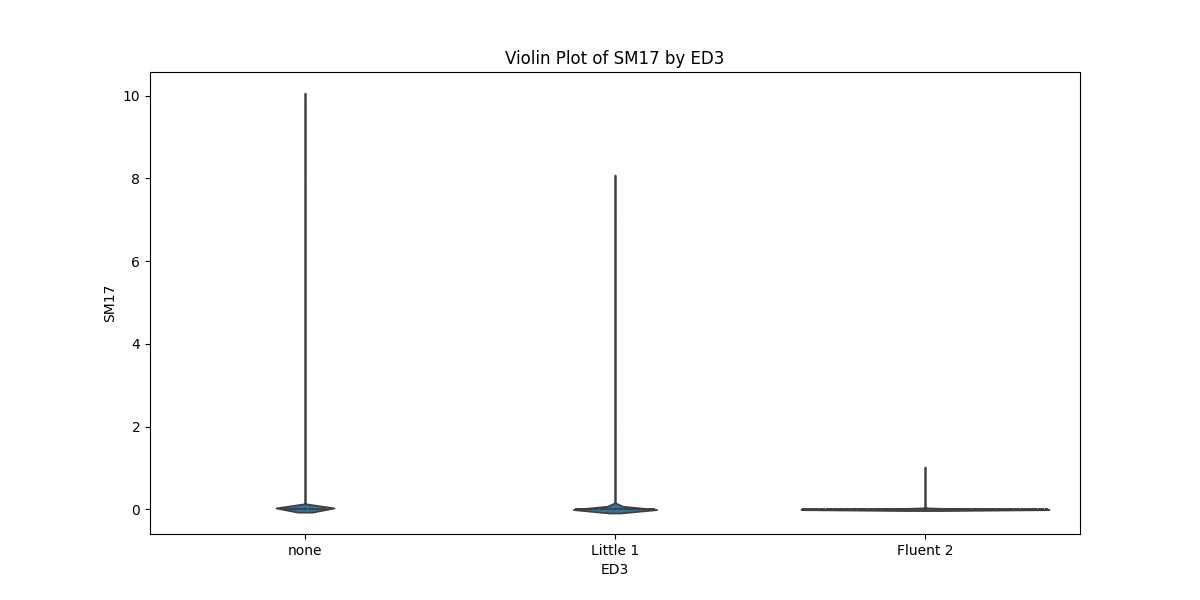 Violin Plot of SM17 by ED3
10
8
6
4
2
0
SM17
none
Little 1
Fluent 2
ED3